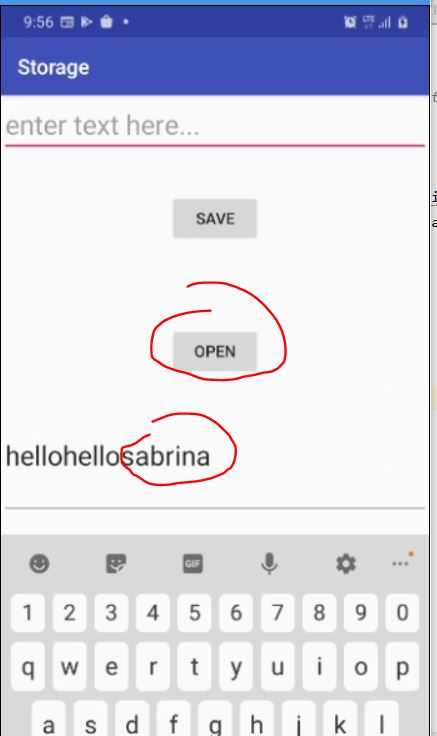 9:56 LTE
Storage
enter text here...
SAVE
OPEN
hellohellosabrina
GIF
1 2 3 4 5 6 7 8 9 0
q w e r t y u i o p
a s d f g h j k l